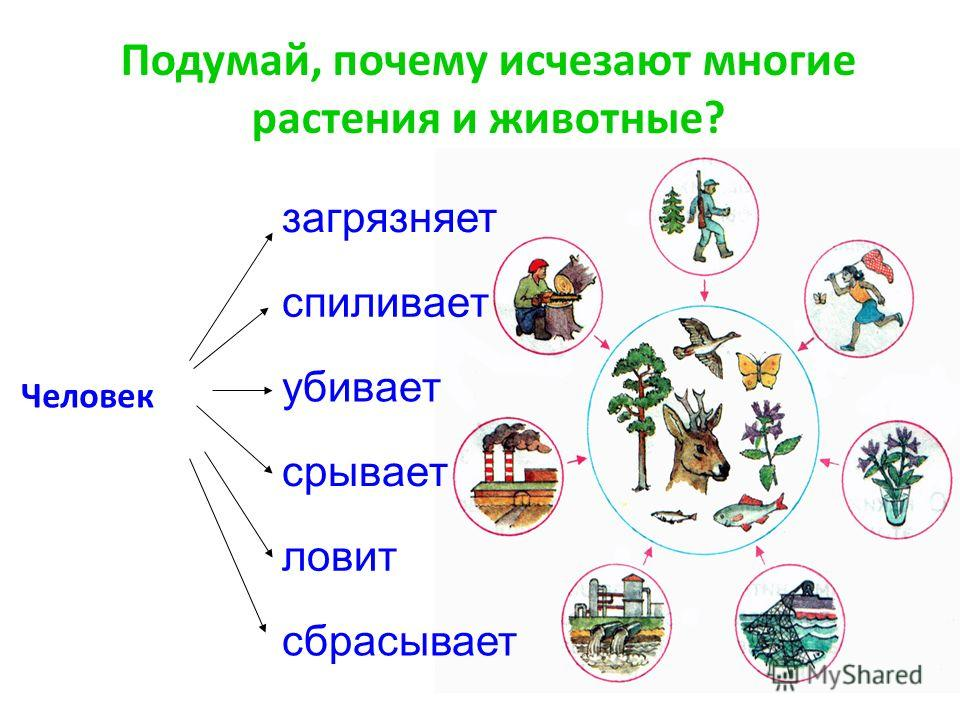 Подумай, почему исчезают многие
растения и животные?
загрязняет
спиливает
убивает
Человек
срывает
ловит
сбрасывает
MyShared